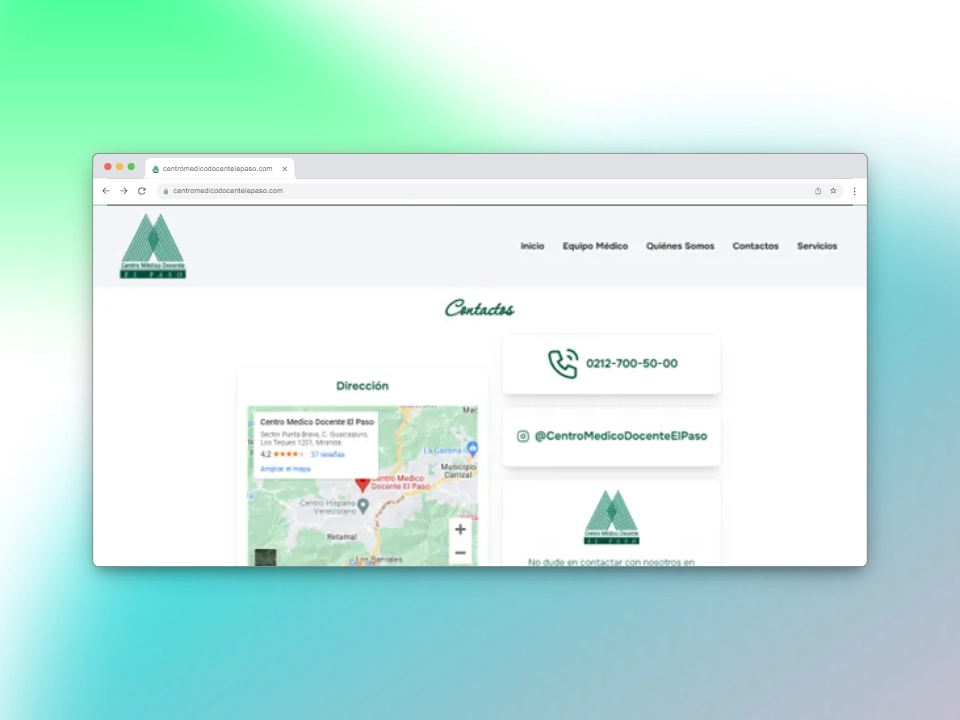 centromedicodocentelepaso.com
centromedicodocentelepaso.com
Centro Médico Docente
EL PASO
Inicio
Equipo Médico
Quiénes Somos
Contactos
Servicios
Contactos
Dirección
Centro Medico Docente El Paso
Sector Punta Brava, C. Guaicaipuro,
Los Teques 1201, Miranda
4,2
37 reseñas
Ampliar el mapa
La Carona
Municipio
Carrizal
Centro Medico
Docente El Paso
Centro Hispano
Venezolano
Retamal
Los Barriales
0212-700-50-00
@CentroMedicoDocenteElPaso
Centro Médico Docente
EL PASO
No dude en contactar con nosotros en